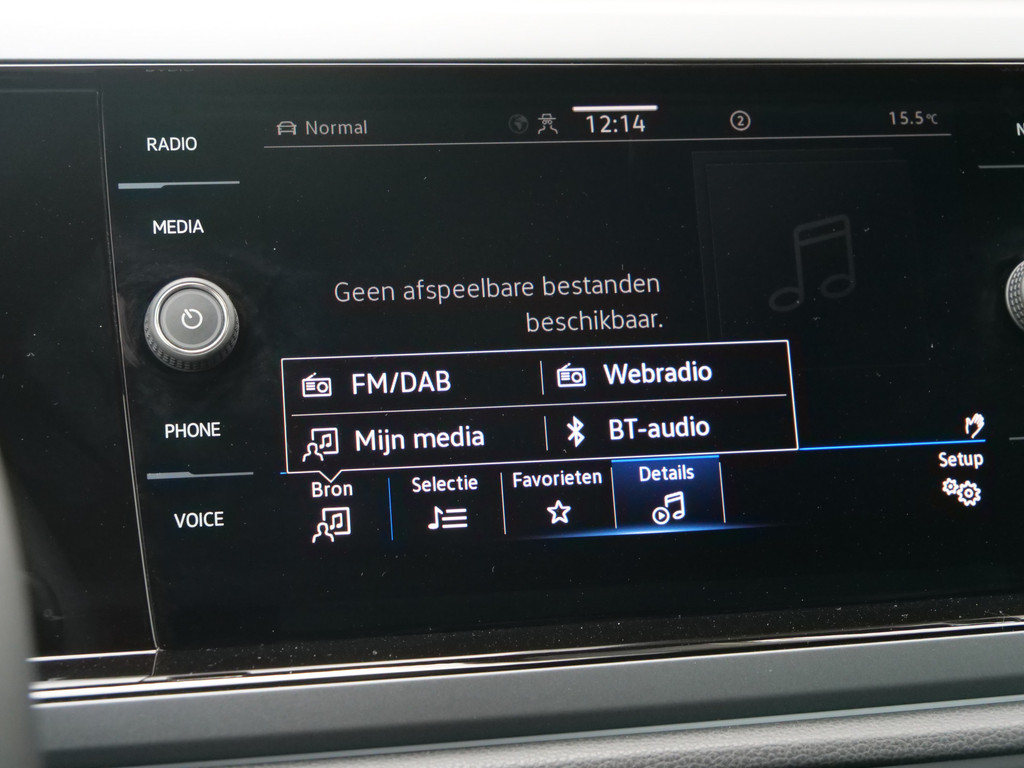 RADIO
MEDIA
PHONE
VOICE
Normal
12:14
2
15.5°C
Geen afspeelbare bestanden
beschikbaar.
FM/DAB
Webradio
Mijn media
BT-audio
Bron
Selectie
Favorieten
Details
Setup